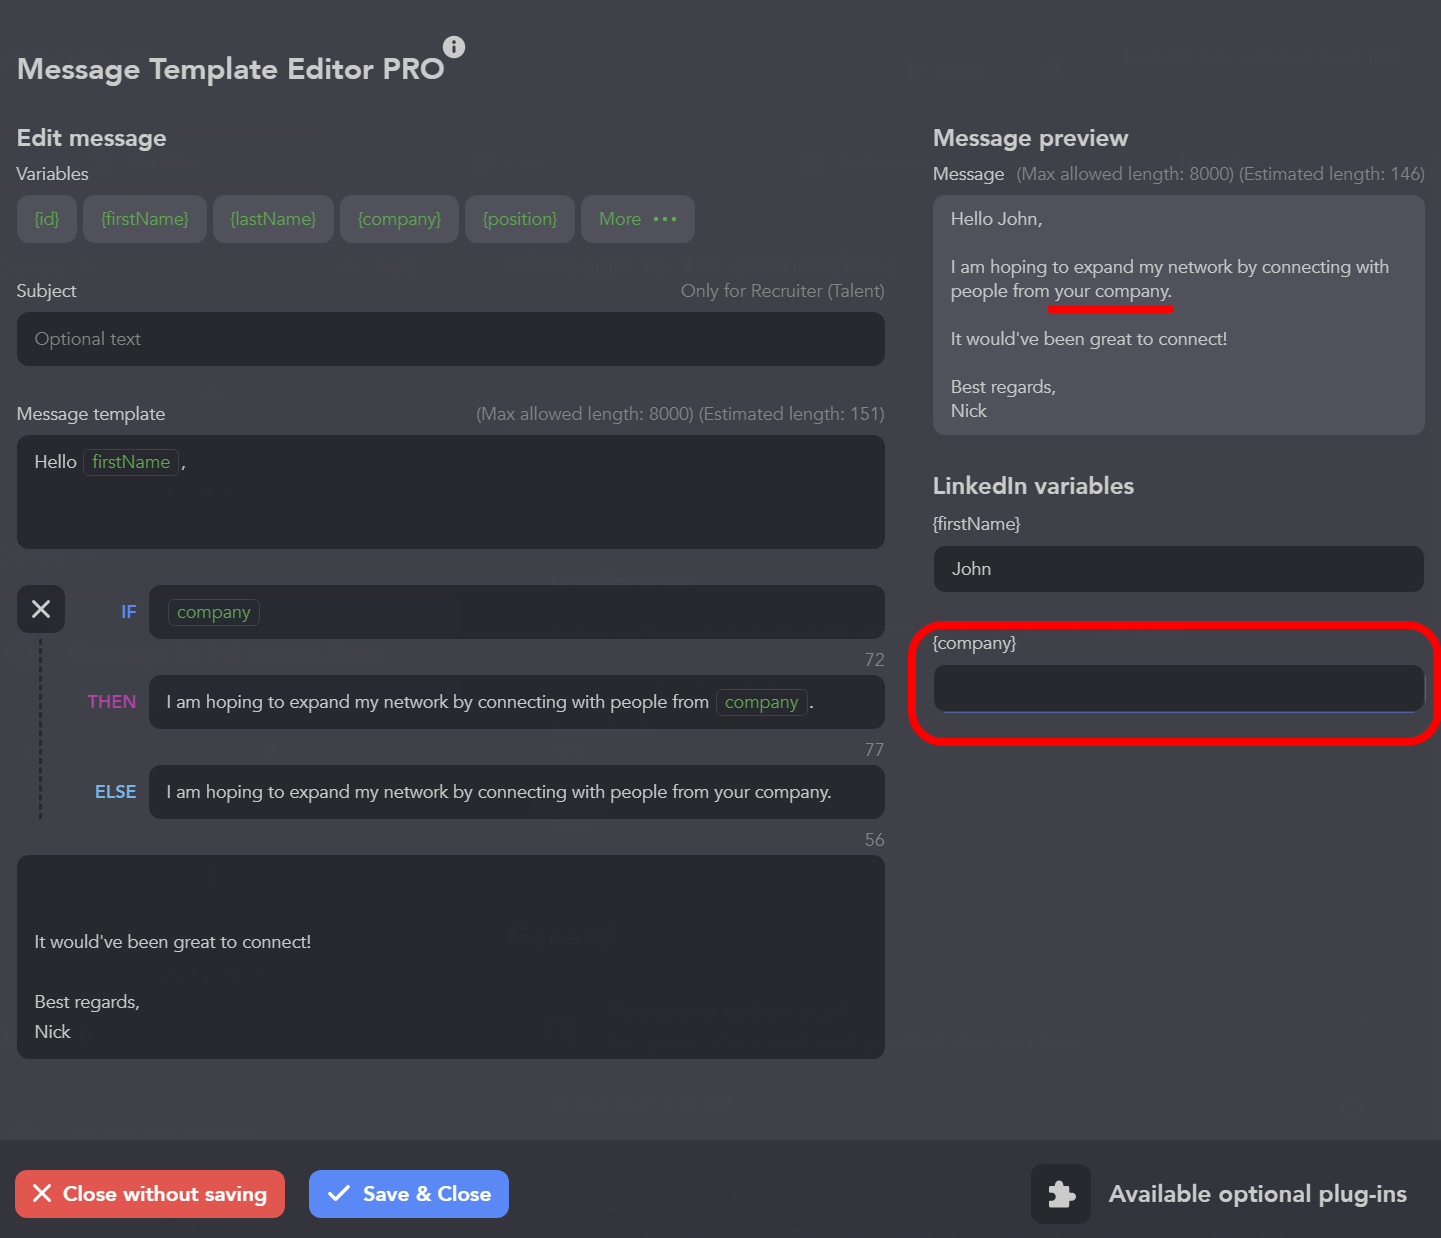 Message Template Editor PRO
Edit message
Variables
{id} {firstName} {lastName} {company} {position} More
Subject Only for Recruiter (Talent)
Optional text
Message template (Max allowed length: 8000) (Estimated length: 151)
Hello firstName ,
IF company
72
THEN I am hoping to expand my network by connecting with people from company .
77
ELSE I am hoping to expand my network by connecting with people from your company.
56
It would've been great to connect!
Best regards,
Nick
Message preview
Message (Max allowed length: 8000) (Estimated length: 146)
Hello John,
I am hoping to expand my network by connecting with
people from your company.
It would've been great to connect!
Best regards,
Nick
LinkedIn variables
{firstName}
John
{company}
Close without saving Save & Close Available optional plug-ins